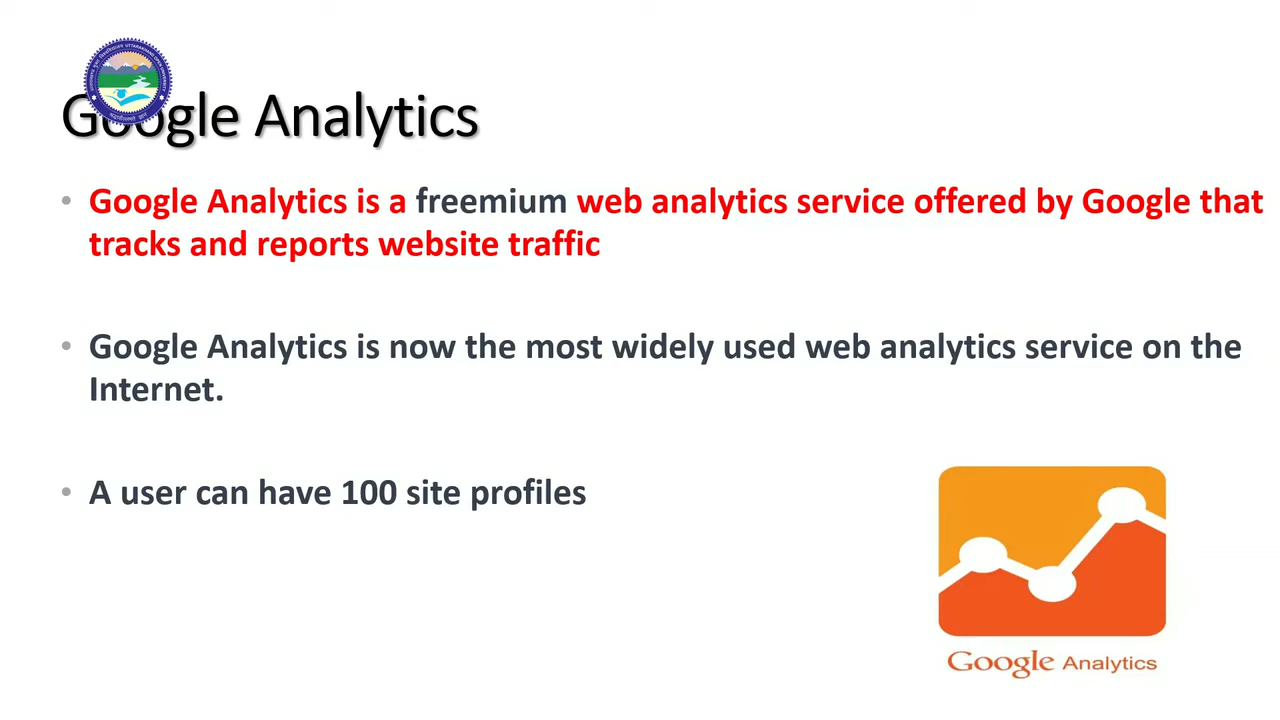 Google Analytics
• Google Analytics is a freemium web analytics service offered by Google that
tracks and reports website traffic
• Google Analytics is now the most widely used web analytics service on the
Internet.
• A user can have 100 site profiles
Google Analytics